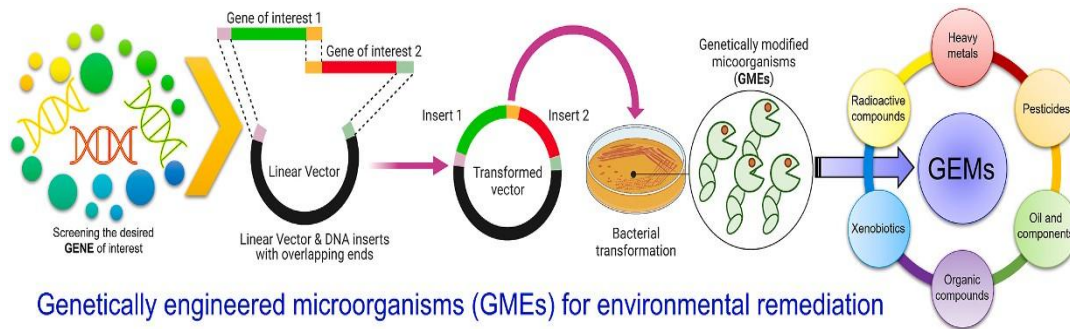 Gene of interest 1
Gene of interest 2
Screening the desired
GENE of interest
Linear Vector
Linear Vector & DNA inserts
with overlapping ends
Insert 1
Insert 2
Transformed
vector
Bacterial
transformation
Genetically modified
microorganisms
(GMEs)
Heavy
metals
Radioactive
compounds
Pesticides
GEMs
Xenobiotics
Oil and
components
Organic
compounds
Genetically engineered microorganisms (GMEs) for environmental remediation